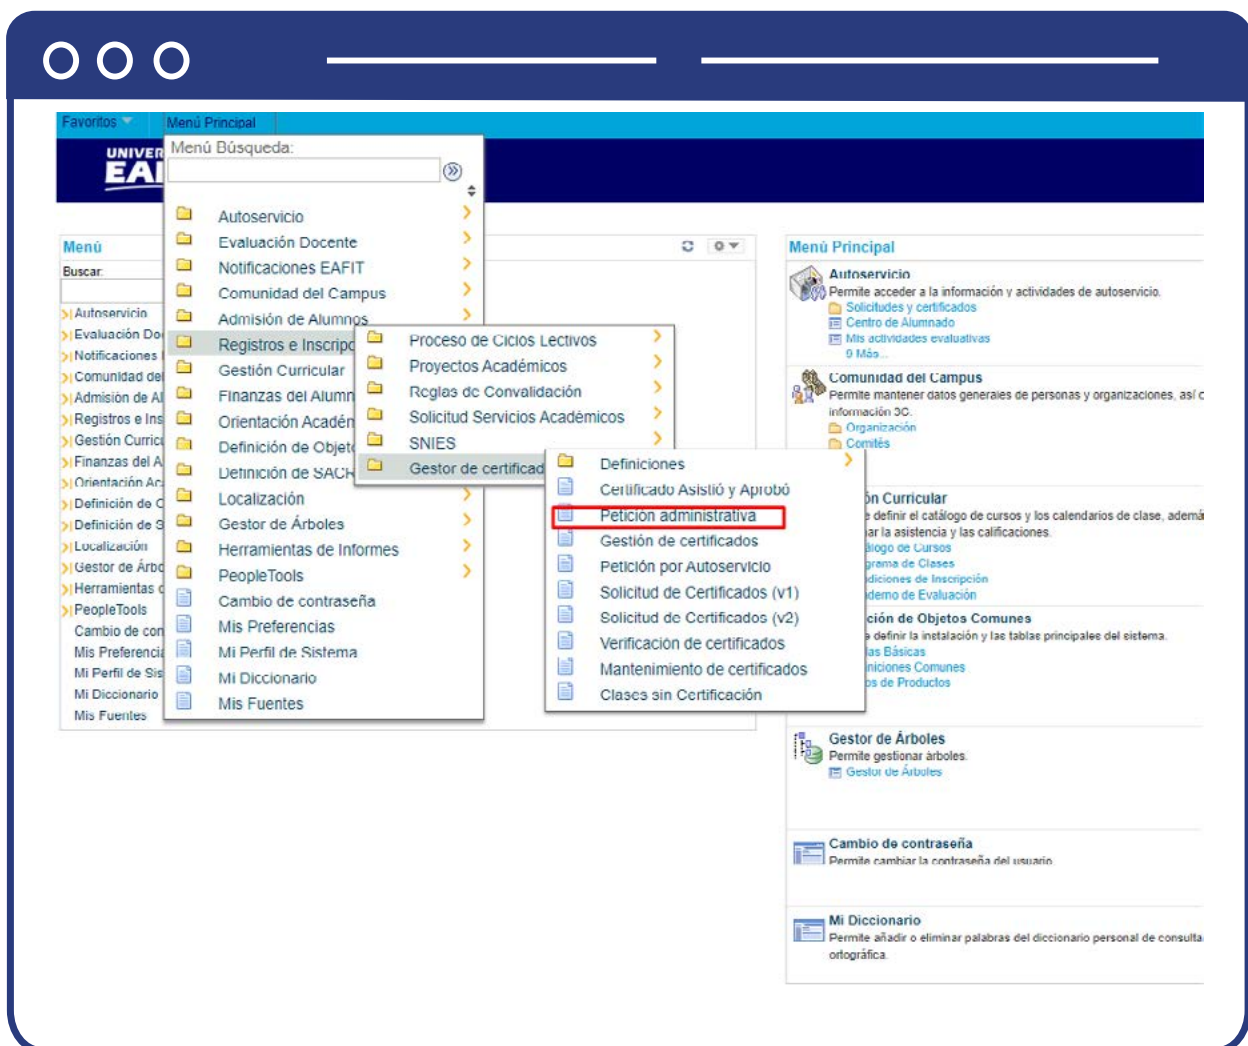 Favoritos
Menú Principal
UNIVER
EAF
Menú Búsqueda:
Autoservicio
Evaluación Docente
Notificaciones EAFIT
Comunidad del Campus
Admisión de Alumnos
Registros e Inscripc
Gestión Curricular
Finanzas del Alumn
Orientación Académ
Definición de Objeto
Definición de SACR
Localización
Gestor de Árboles
Herramientas de Informes
PeopleTools
Cambio de contraseña
Mis Preferencias
Mi Perfil de Sistema
Mi Diccionario
Mis Fuentes
Proceso de Ciclos Lectivos
Proyectos Académicos
Reglas de Convalidación
Solicitud Servicios Académicos
SNIES
Gestor de certificad
Definiciones
Certificado Asistió y Aprobó
Petición administrativa
Gestión de certificados
Petición por Autoservicio
Solicitud de Certificados (v1)
Solicitud de Certificados (v2)
Verificación de certificados
Mantenimiento de certificados
Clases sin Certificación
Menú
Buscar:
Autoservicio
Evaluación Do
Notificaciones
Comunidad del
Admisión de Al
Registros e Ins
Gestión Curricu
Finanzas del A
Orientación Ac
Definición de O
Definición de S
Localización
Gestor de Árbo
Herramientas d
PeopleTools
Cambio de con
Mis Preferencia
Mi Perfil de Sis
Mi Diccionario
Mis Fuentes
Menú Principal
Autoservicio
Permite acceder a la información y actividades de autoservicio.
Solicitudes y certificados
Centro de Alumnado
Mis actividades evaluativas
9 Más...
Comunidad del Campus
Permite mantener datos generales de personas y organizaciones, así c
información 3C.
Organización
Comités
ón Curricular
e definir el catálogo de cursos y los calendarios de clase, ademá
ar la asistencia y las calificaciones.
álogo de Cursos
grama de Clases
diciones de Inscripción
aderno de Evaluación
ción de Objetos Comunes
e definir la instalación y las tablas principales del sistema.
las Básicas
iniciones Comunes
os de Productos
Gestor de Árboles
Permite gestionar árboles.
Gestor de Árboles
Cambio de contraseña
Permite cambiar la contraseña del usuario
Mi Diccionario
Permite añadir o eliminar palabras del diccionario personal de consulta
ortográfica.